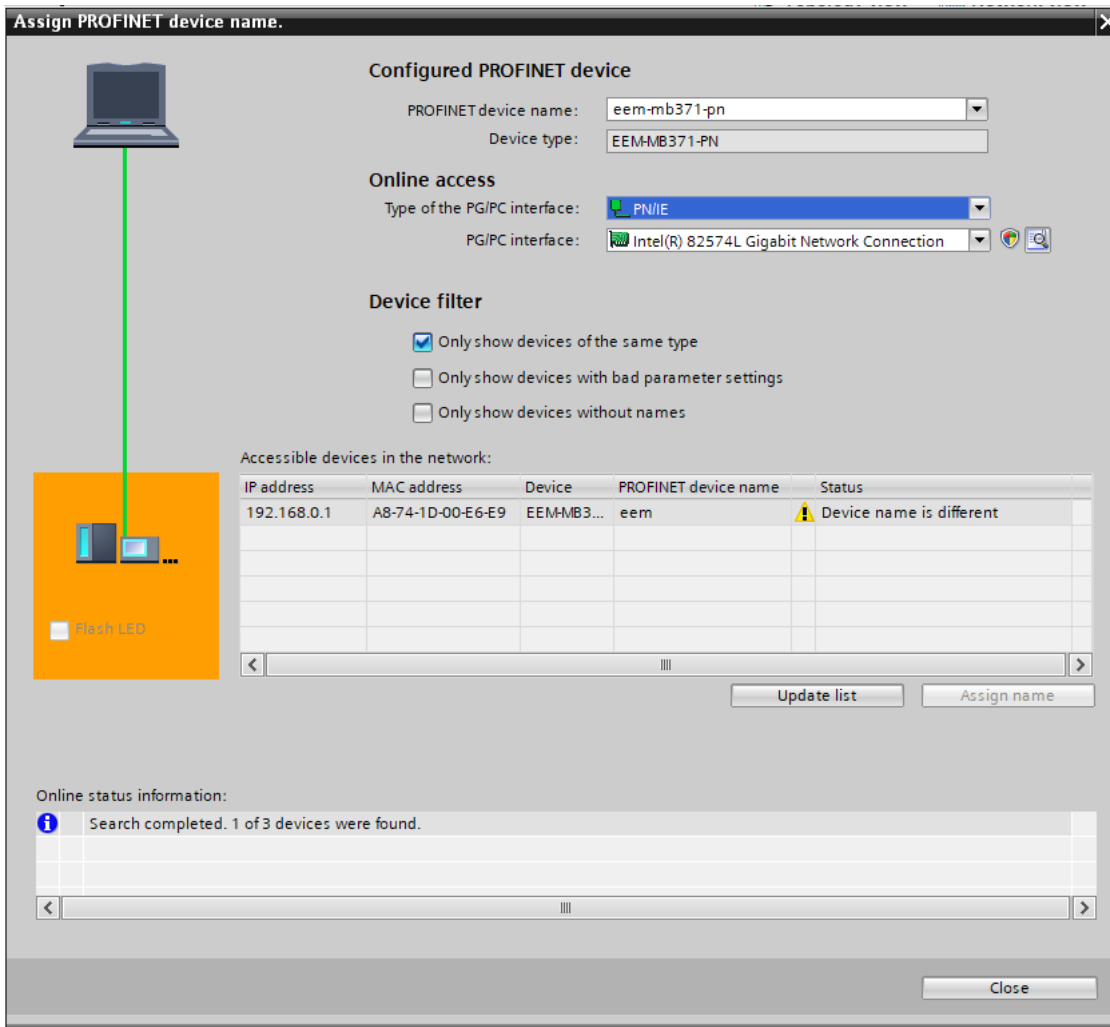 Assign PROFINET device name.
Configured PROFINET device
PROFINET device name: eem-mb371-pn
Device type: EEM-MB371-PN
Online access
Type of the PG/PC interface: PN/IE
PG/PC interface: Intel(R) 82574L Gigabit Network Connection
Device filter
Only show devices of the same type
Only show devices with bad parameter settings
Only show devices without names
Accessible devices in the network:
IP address MAC address Device PROFINET device name Status
192.168.0.1 A8-74-1D-00-E6-E9 EEM-MB3... eem Device name is different
Flash LED
Update list Assign name
Online status information:
Search completed. 1 of 3 devices were found.
Close